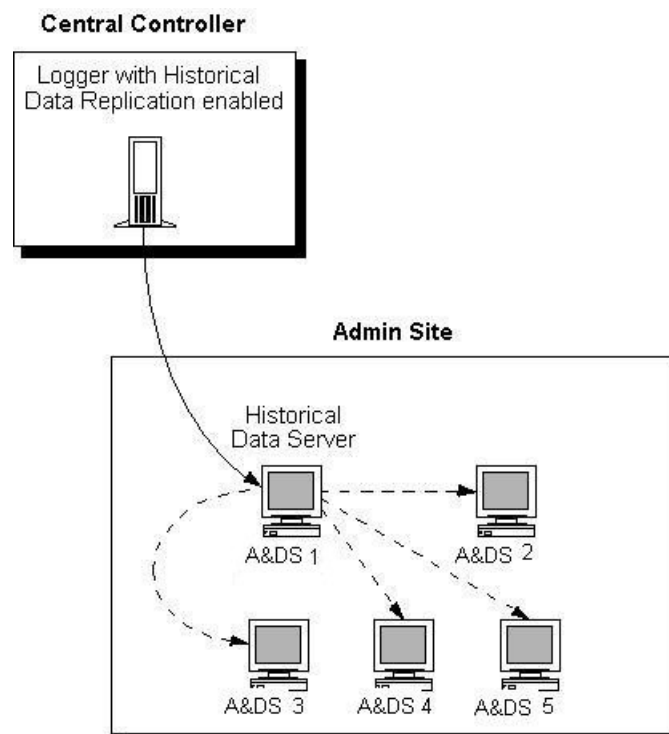 Central Controller
Logger with Historical
Data Replication enabled
Admin Site
Historical
Data Server
A&DS 1
A&DS 2
A&DS 3
A&DS 4
A&DS 5